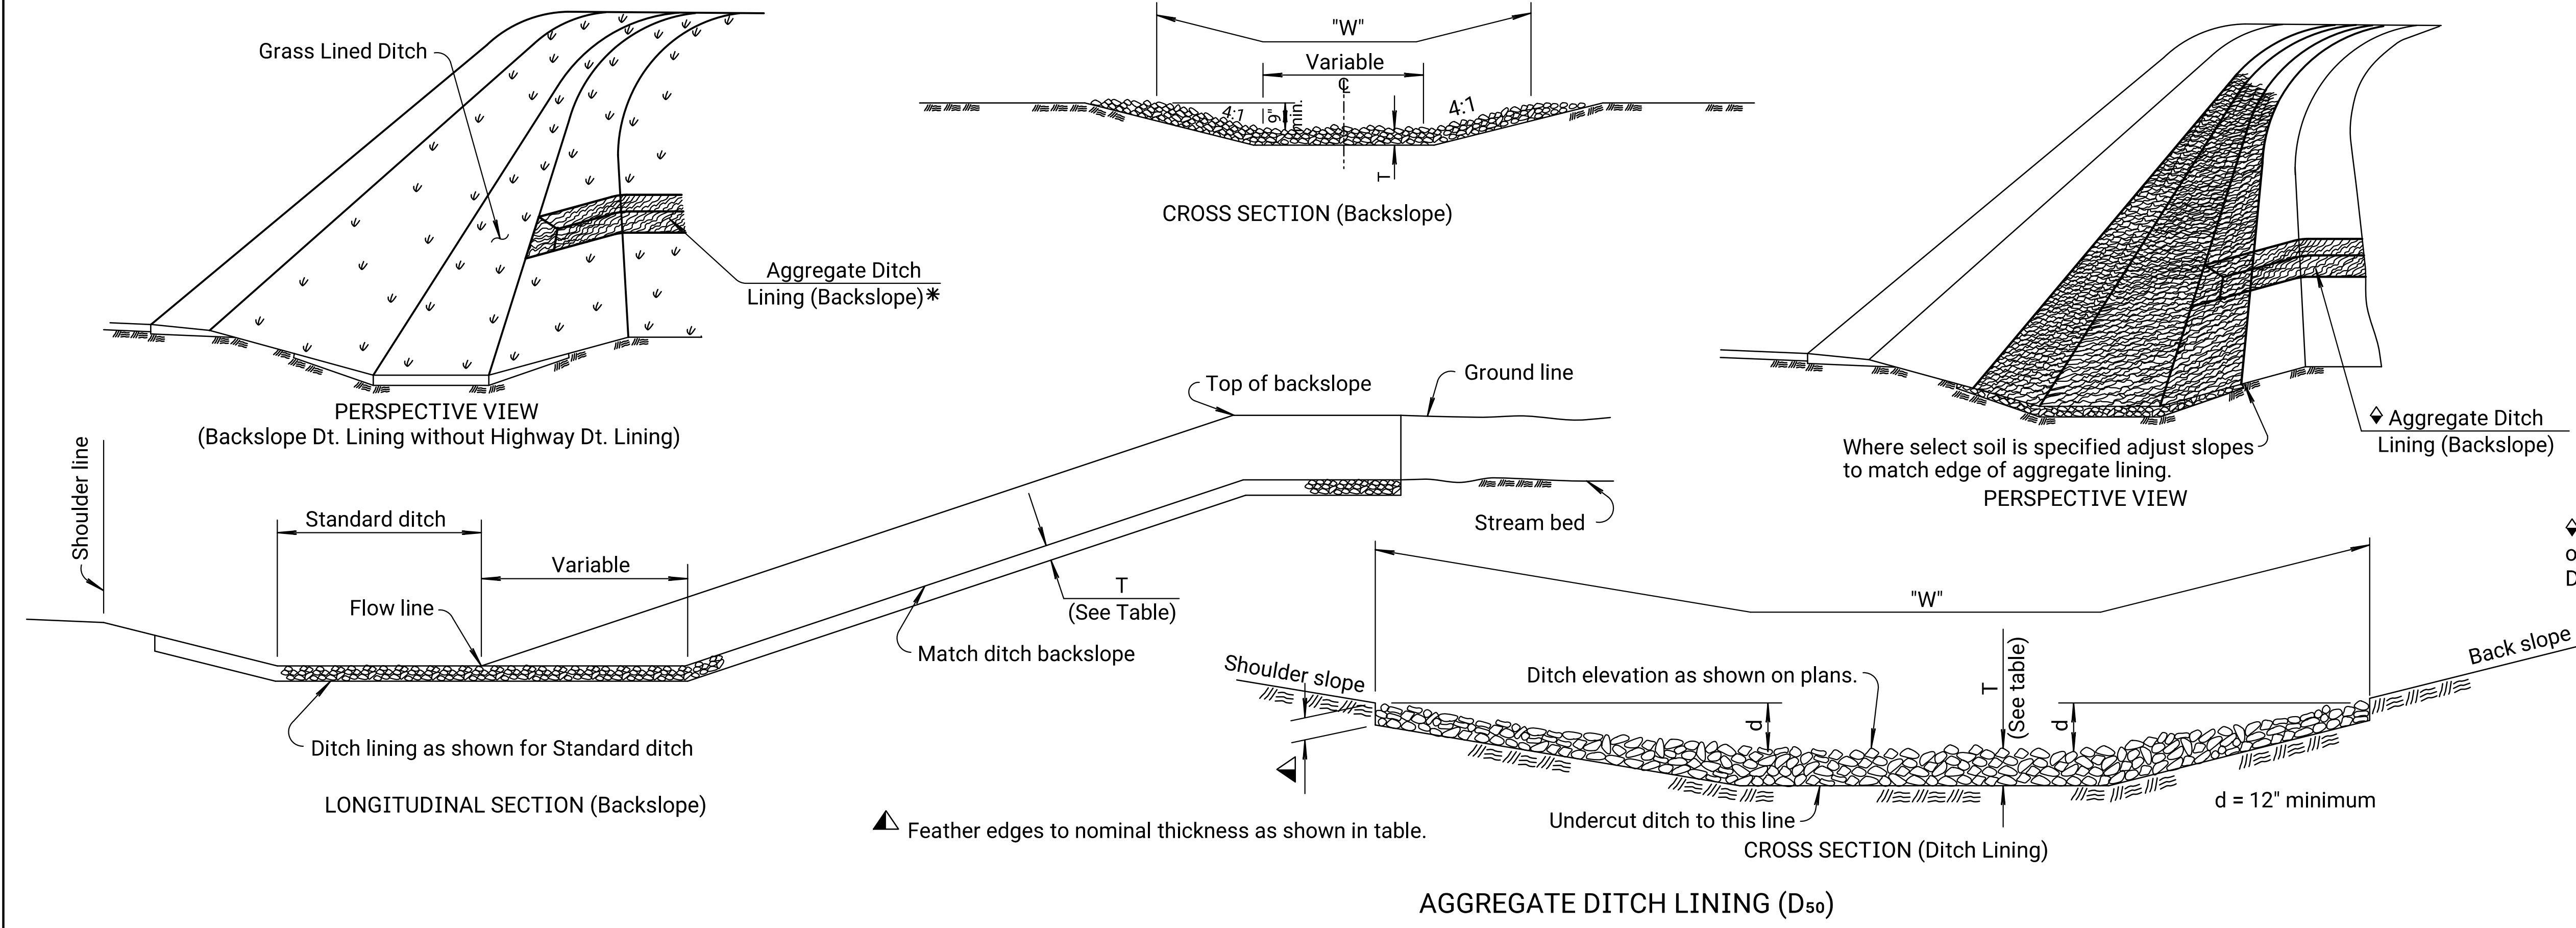 Grass Lined Ditch
Aggregate Ditch
Lining (Backslope)*
PERSPECTIVE VIEW
(Backslope Dt. Lining without Highway Dt. Lining)
"W"
Variable
℄
4:1
9"
min.
4:1
T
CROSS SECTION (Backslope)
Aggregate Ditch
Lining (Backslope)
Where select soil is specified adjust slopes
to match edge of aggregate lining.
PERSPECTIVE VIEW
Shoulder line
Standard ditch
Variable
Flow line
Top of backslope
Ground line
Stream bed
T
(See Table)
Match ditch backslope
Ditch lining as shown for Standard ditch
LONGITUDINAL SECTION (Backslope)
Feather edges to nominal thickness as shown in table.
"W"
Shoulder slope
Ditch elevation as shown on plans.
d
T
(See table)
d
Back slope
Undercut ditch to this line
d = 12" minimum
CROSS SECTION (Ditch Lining)
AGGREGATE DITCH LINING (D₅₀)